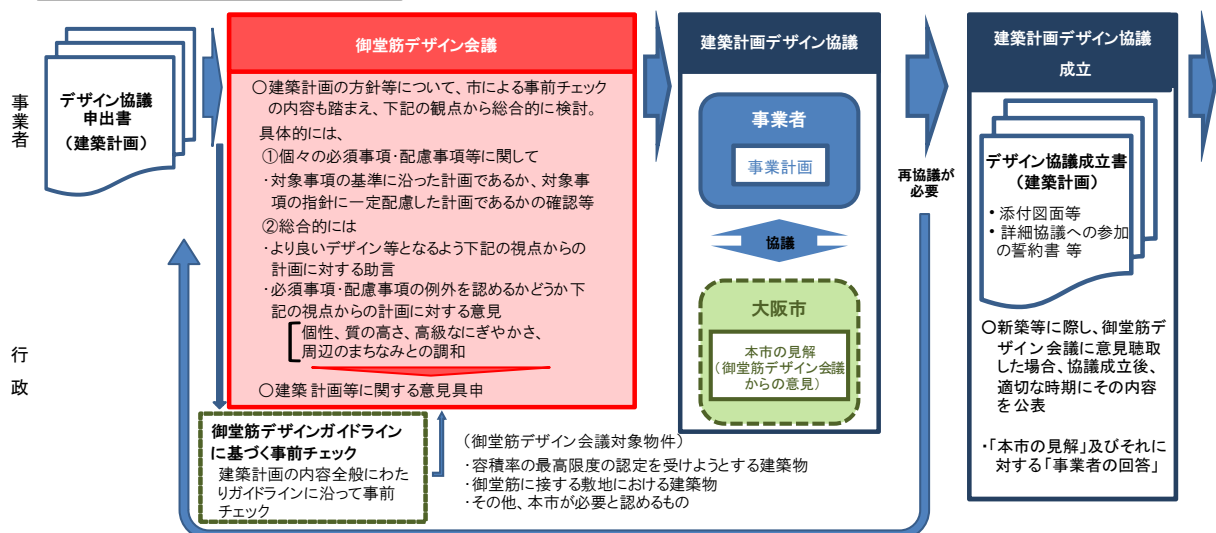 事業者
行政
デザイン協議
申出書
(建築計画)
御堂筋デザイン会議
〇建築計画の方針等について、市による事前チェック
の内容も踏まえ、下記の観点から総合的に検討。
具体的には、
①個々の必須事項・配慮事項等に関して
・対象事項の基準に沿った計画であるか、対象事
項の指針に一定配慮した計画であるかの確認等
②総合的には
・より良いデザイン等となるよう下記の視点からの
計画に対する助言
・必須事項・配慮事項の例外を認めるかどうか下
記の視点からの計画に対する意見
個性、質の高さ、高級なにぎやかさ、
周辺のまちなみとの調和
〇建築計画等に関する意見具申
御堂筋デザインガイドライン
に基づく事前チェック
建築計画の内容全般にわた
りガイドラインに沿って事前
チェック
(御堂筋デザイン会議対象物件)
・容積率の最高限度の認定を受けようとする建築物
・御堂筋に接する敷地における建築物
・その他、本市が必要と認めるもの
建築計画デザイン協議
事業者
事業計画
協議
大阪市
本市の見解
(御堂筋デザイン会議
からの意見)
再協議が
必要
建築計画デザイン協議
成立
デザイン協議成立書
(建築計画)
• 添付図面等
• 詳細協議への参加
の誓約書 等
〇新築等に際し、御堂筋デ
ザイン会議に意見聴取
した場合、協議成立後、
適切な時期にその内容
を公表
・「本市の見解」及びそれに
対する「事業者の回答」